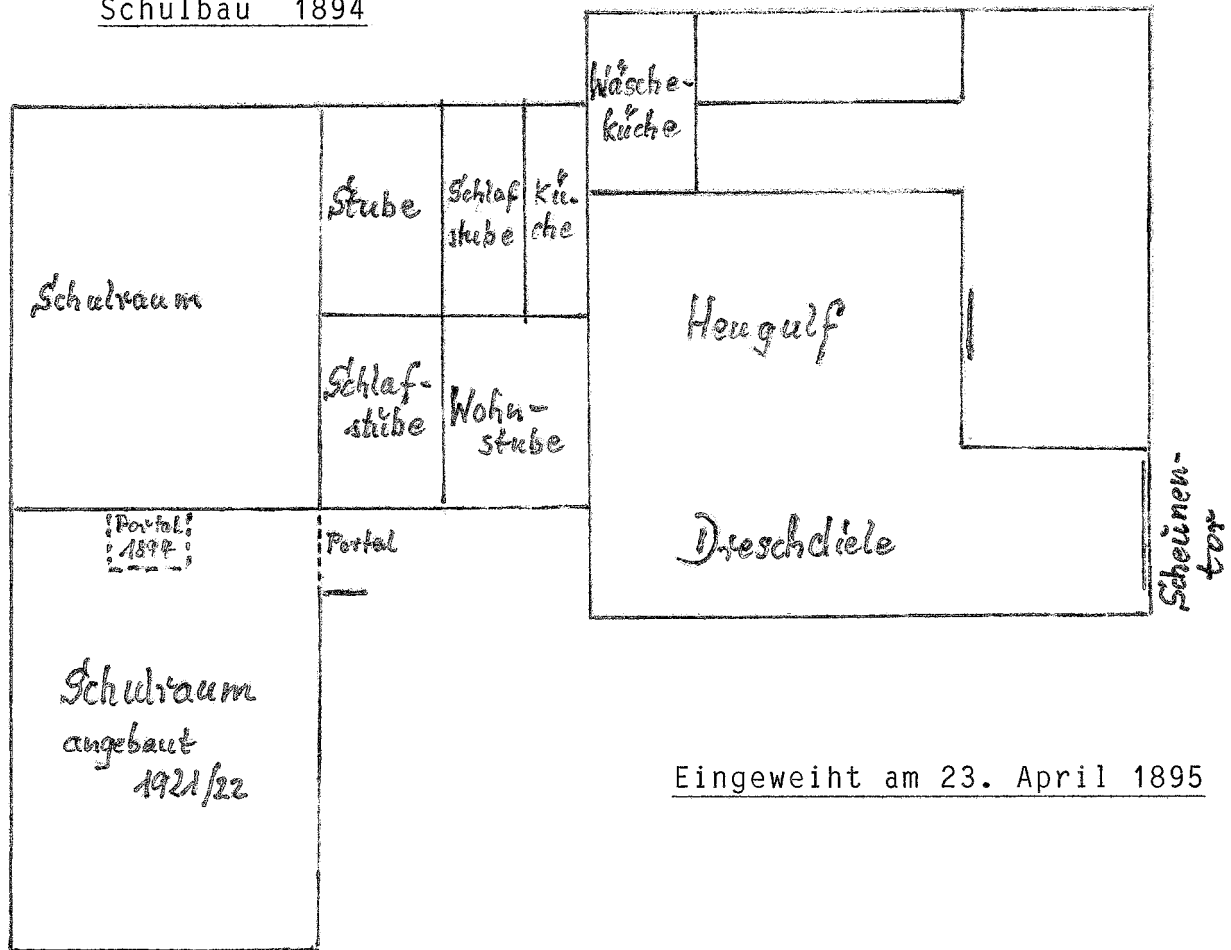 Schulbau 1894
Wäsche-
küche
Stube
Schlaf
stube
Kü-
che
Schulraum
Heugulf
Schlaf-
stube
Wohn-
stube
Portal
1894
Portal
Dreschdiele
Scheunen-
tor
Schulraum
angebaut
1921/22
Eingeweiht am 23. April 1895